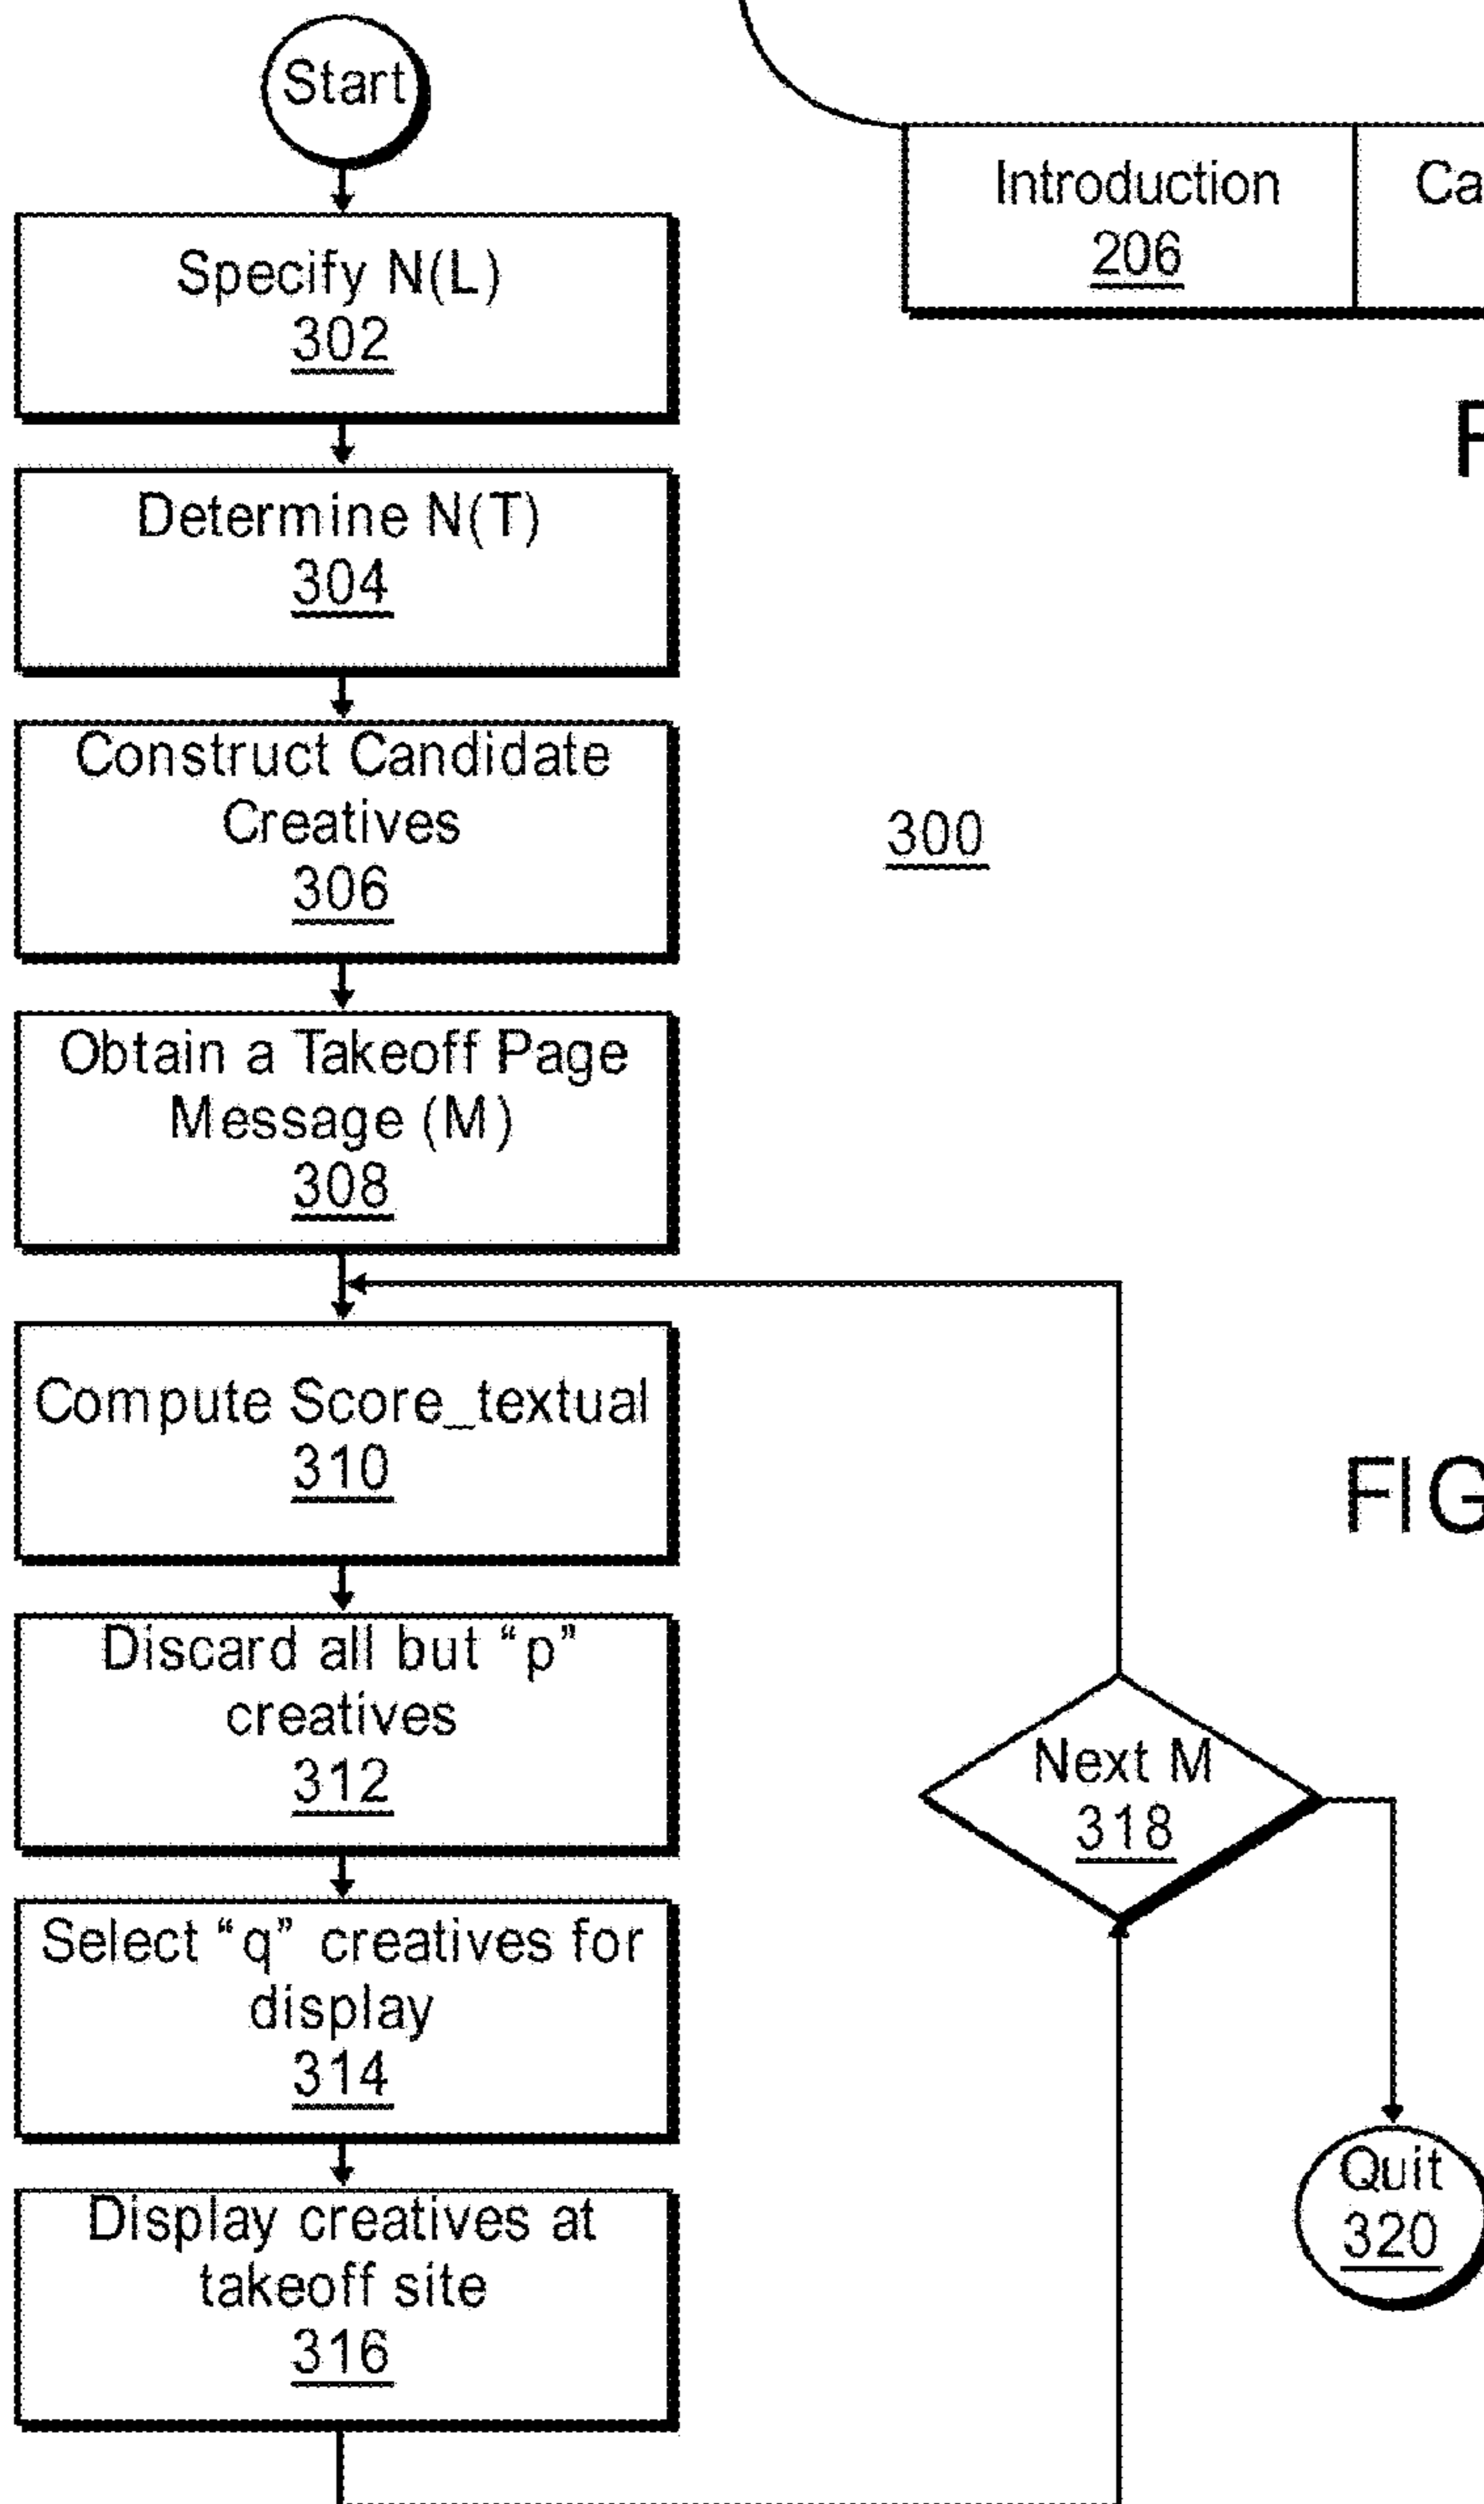 Start
Specify N(L)
302
Determine N(T)
304
Construct Candidate
Creatives
306
Obtain a Takeoff Page
Message (M)
308
Compute Score_textual
310
Discard all but “p”
creatives
312
Select “q” creatives for
display
314
Display creatives at
takeoff site
316
Introduction
206
Ca
F
300
FIG
Next M
318
Quit
320